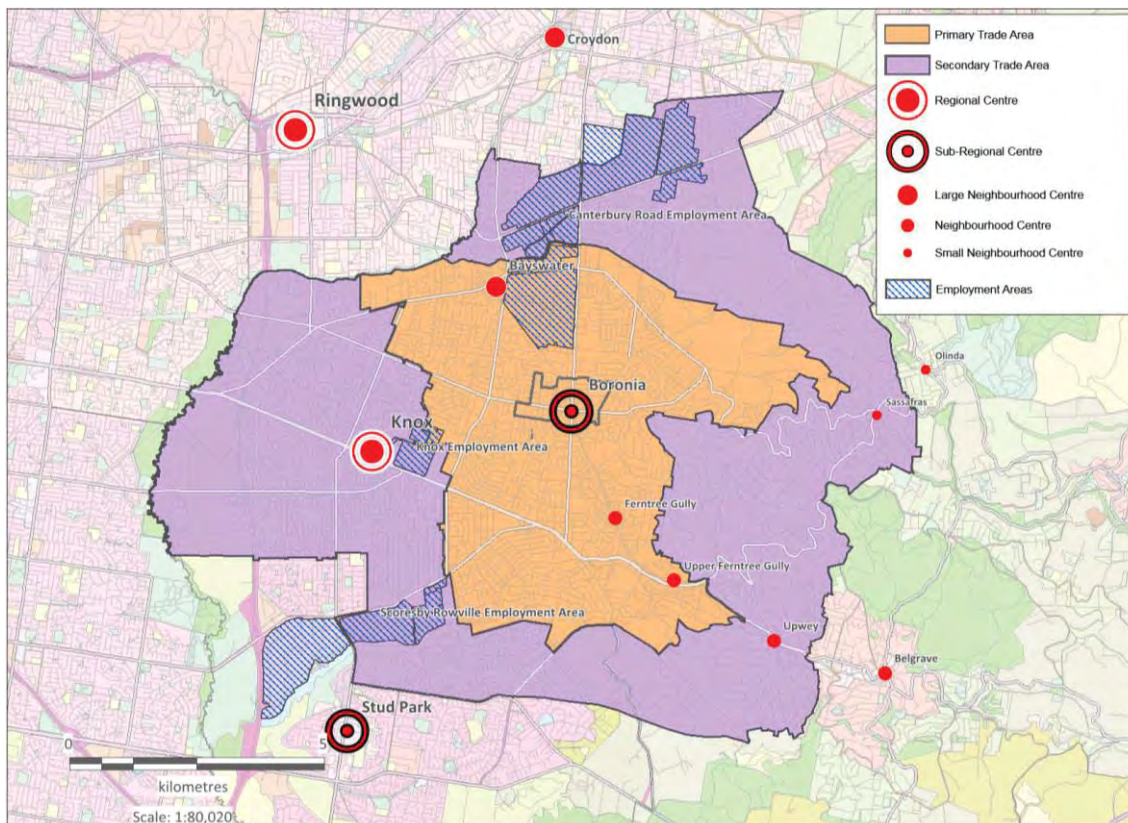 Croydon
Ringwood
Primary Trade Area
Secondary Trade Area
Regional Centre
Sub-Regional Centre
Large Neighbourhood Centre
Neighbourhood Centre
Small Neighbourhood Centre
Employment Areas
Canterbury Road Employment Area
Bayswater
Olinda
Boronia
Sassafras
Knox
Knox Employment Area
Ferntree Gully
Upper Ferntree Gully
Scoresby Rowville Employment Area
Upwey
Belgrave
Stud Park
0 5
kilometres
Scale: 1:80,020